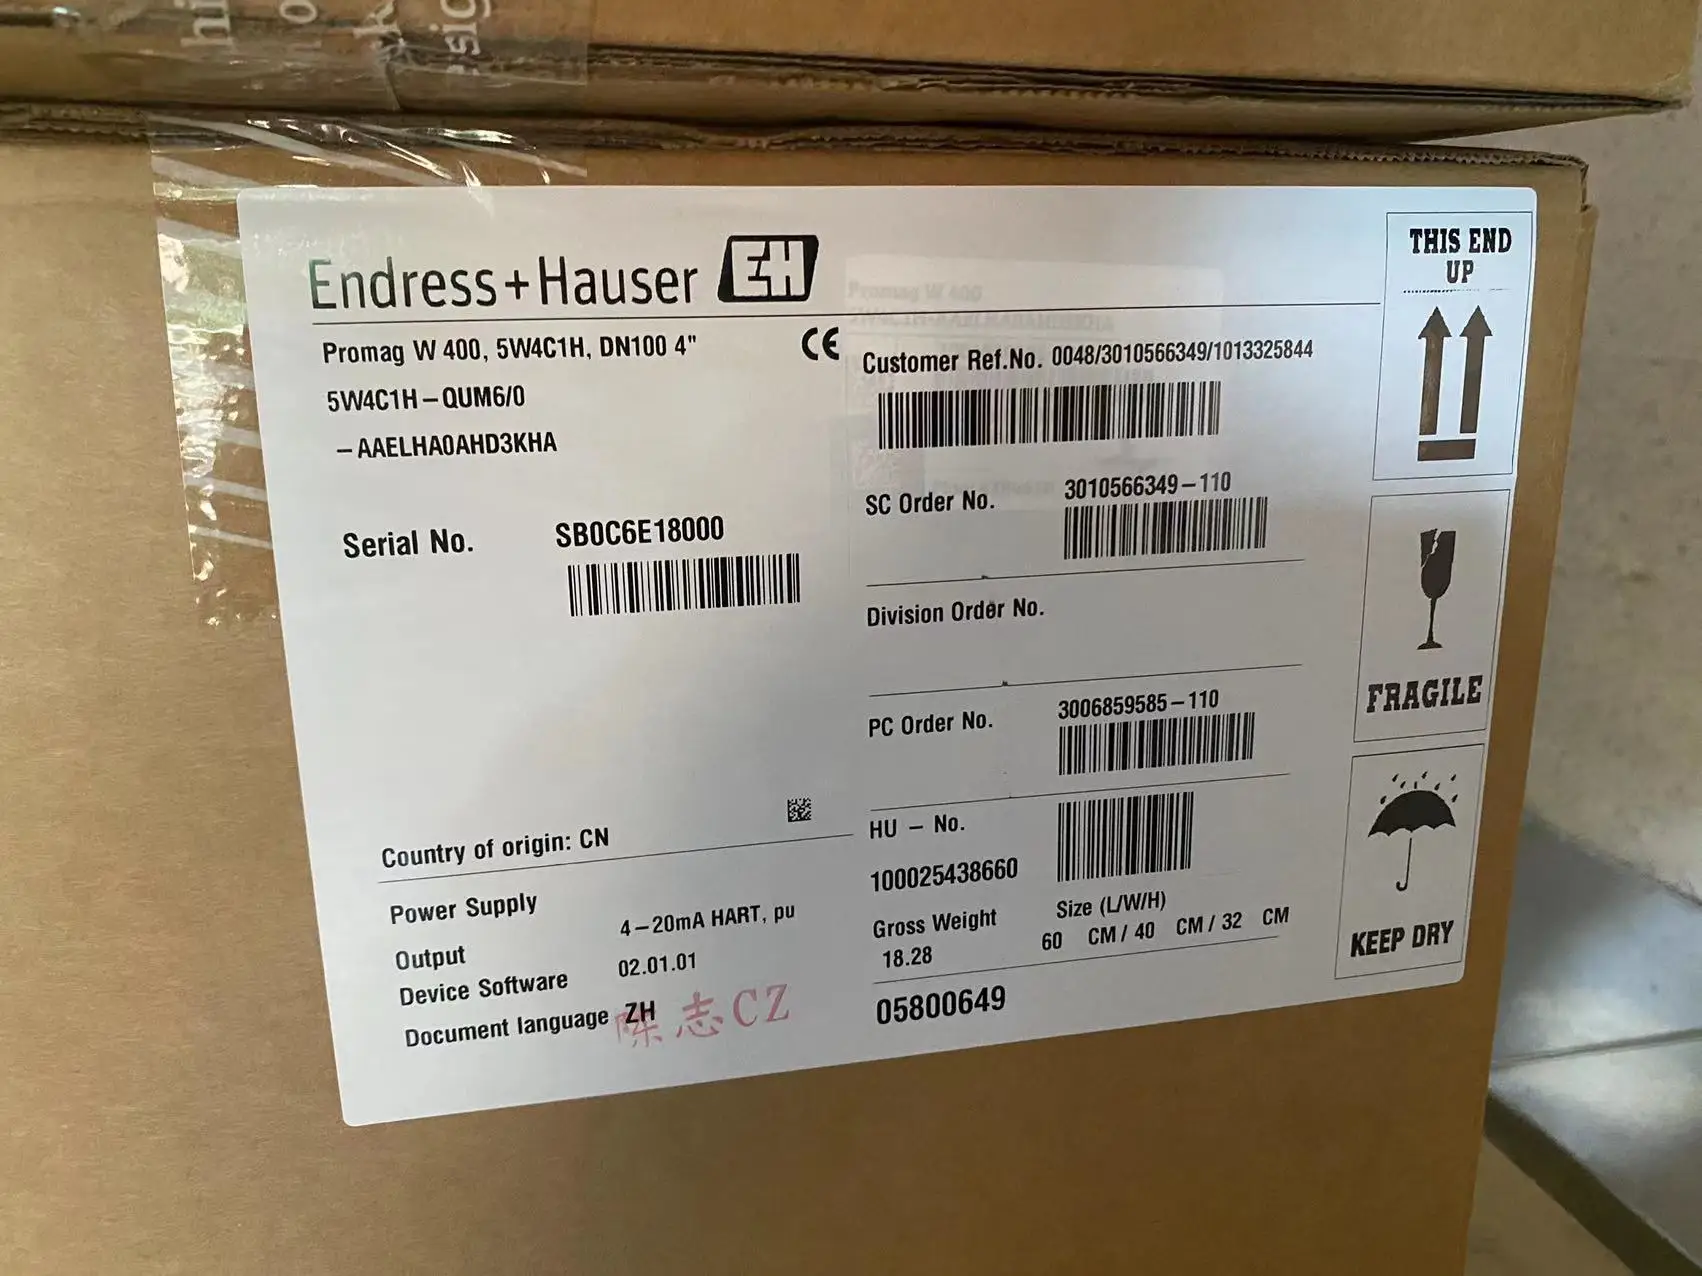 Endress+Hauser EH
Promag W 400, 5W4C1H, DN100 4"
5W4C1H-QUM6/0
-AAELHA0AHD3KHA
CE
Serial No. SB0C6E18000
Country of origin: CN
Power Supply
Output 4-20mA HART, pu
Device Software 02.01.01
Document language ZH
陈志CZ
Customer Ref.No. 0048/3010566349/1013325844
SC Order No. 3010566349-110
Division Order No.
PC Order No. 3006859585-110
HU - No.
100025438660
Gross Weight
18.28
Size (L/W/H)
60 CM / 40 CM / 32 CM
05800649
THIS END
UP
FRAGILE
KEEP DRY